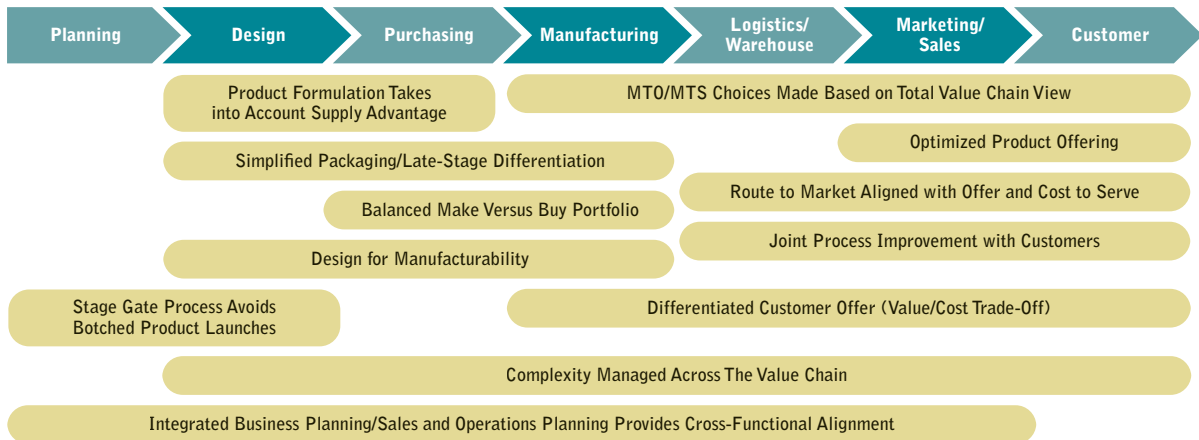 Planning
Design
Purchasing
Manufacturing
Logistics/
Warehouse
Marketing/
Sales
Customer
Product Formulation Takes
into Account Supply Advantage
MTO/MTS Choices Made Based on Total Value Chain View
Optimized Product Offering
Simplified Packaging/Late-Stage Differentiation
Route to Market Aligned with Offer and Cost to Serve
Balanced Make Versus Buy Portfolio
Joint Process Improvement with Customers
Design for Manufacturability
Stage Gate Process Avoids
Botched Product Launches
Differentiated Customer Offer (Value/Cost Trade-Off)
Complexity Managed Across The Value Chain
Integrated Business Planning/Sales and Operations Planning Provides Cross-Functional Alignment